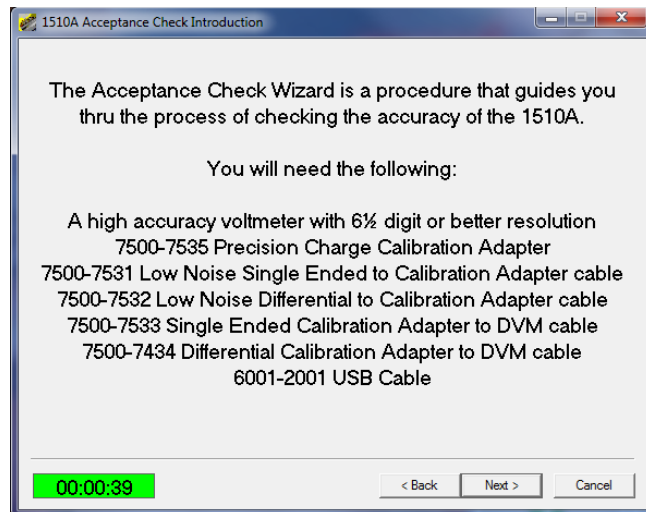 1510A Acceptance Check Introduction
The Acceptance Check Wizard is a procedure that guides you
thru the process of checking the accuracy of the 1510A.
You will need the following:
A high accuracy voltmeter with 6½ digit or better resolution
7500-7535 Precision Charge Calibration Adapter
7500-7531 Low Noise Single Ended to Calibration Adapter cable
7500-7532 Low Noise Differential to Calibration Adapter cable
7500-7533 Single Ended Calibration Adapter to DVM cable
7500-7434 Differential Calibration Adapter to DVM cable
6001-2001 USB Cable
00:00:39 < Back Next > Cancel